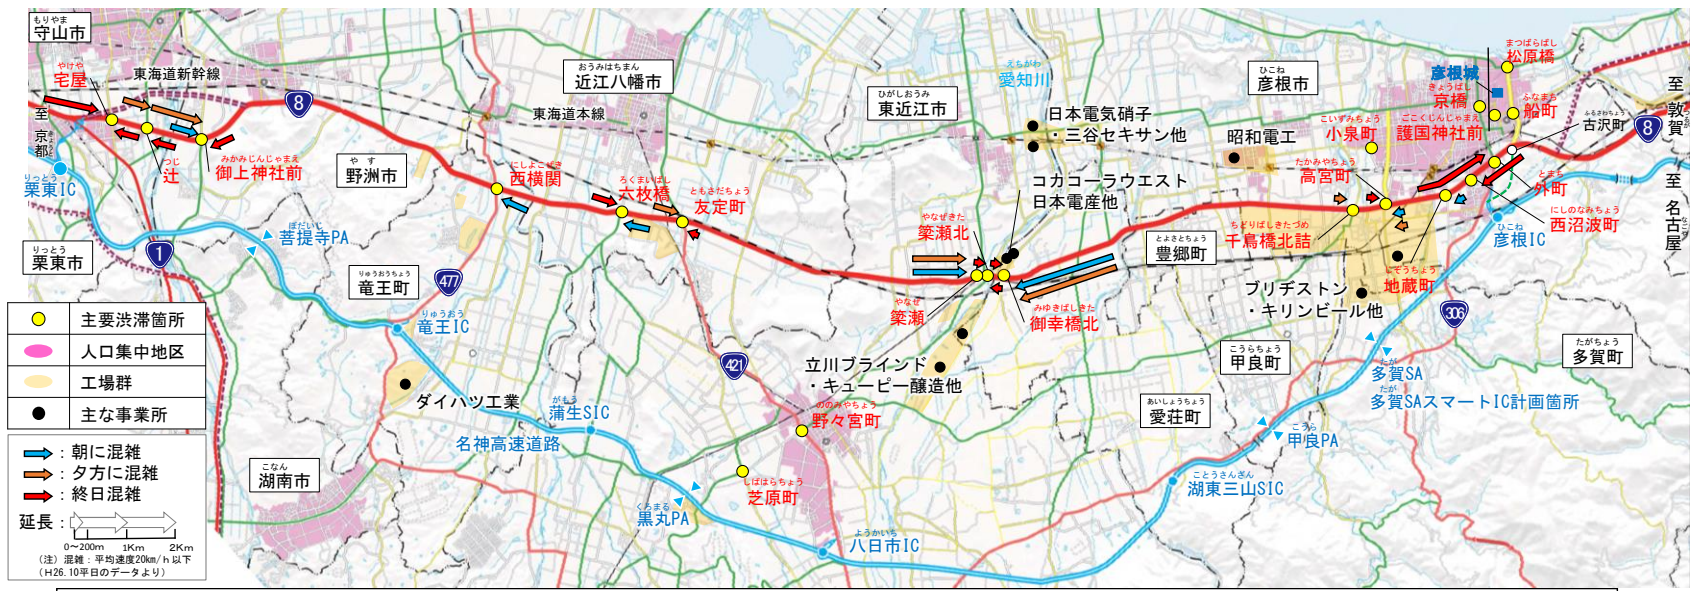 もりやま
守山市
やけや
宅屋
東海道新幹線
至 京都
きょうと
りっとう
栗東IC
つじ
辻
みかみじんじゃまえ
御上神社前
やす
野洲市
8
ぼだいじ
菩提寺PA
1
りっとう
栗東市
りゅうおうちょう
竜王町
477
りゅうおう
竜王IC
おうみはちまん
近江八幡市
東海道本線
にしよこぜき
西横関
ろくまいばし
六枚橋
ともさだちょう
友定町
ひがしおうみ
東近江市
えちがわ
愛知川
日本電気硝子
・三谷セキサン他
コカコーラウエスト
日本電産他
やなぜきた
簗瀬北
やなぜ
簗瀬
みゆきばしきた
御幸橋北
立川ブラインド
・キューピー醸造他
421
ののみやちょう
野々宮町
しばはらちょう
芝原町
ダイハツ工業
がもう
蒲生SIC
名神高速道路
くろまる
黒丸PA
ようかいち
八日市IC
こなん
湖南市
ひこね
彦根市
昭和電工
こいずみちょう
小泉町
たかみやちょう
高宮町
ちどりばしきたづめ
千鳥橋北詰
とよさとちょう
豊郷町
ブリヂストン
・キリンビール他
じぞうちょう
地蔵町
まつばらばし
松原橋
彦根城
きょうばし
京橋
ふなまち
船町
ごこくじんじゃまえ
護国神社前
ふるさわちょう
古沢町
至 敦賀
つるが
8
とまち
外町
にしのなみちょう
西沼波町
ひこね
彦根IC
至 名古屋
なごや
306
たがちょう
多賀町
こうらちょう
甲良町
たが
多賀SA
たが
多賀SAスマートIC計画箇所
あいしょうちょう
愛荘町
こうら
甲良PA
ことうさんざん
湖東三山SIC
主要渋滞箇所
人口集中地区
工場群
主な事業所
：朝に混雑
：夕方に混雑
：終日混雑
延長：
0～200m 1Km 2Km
（注）混雑：平均速度20km/h以下
（H26.10平日のデータより）